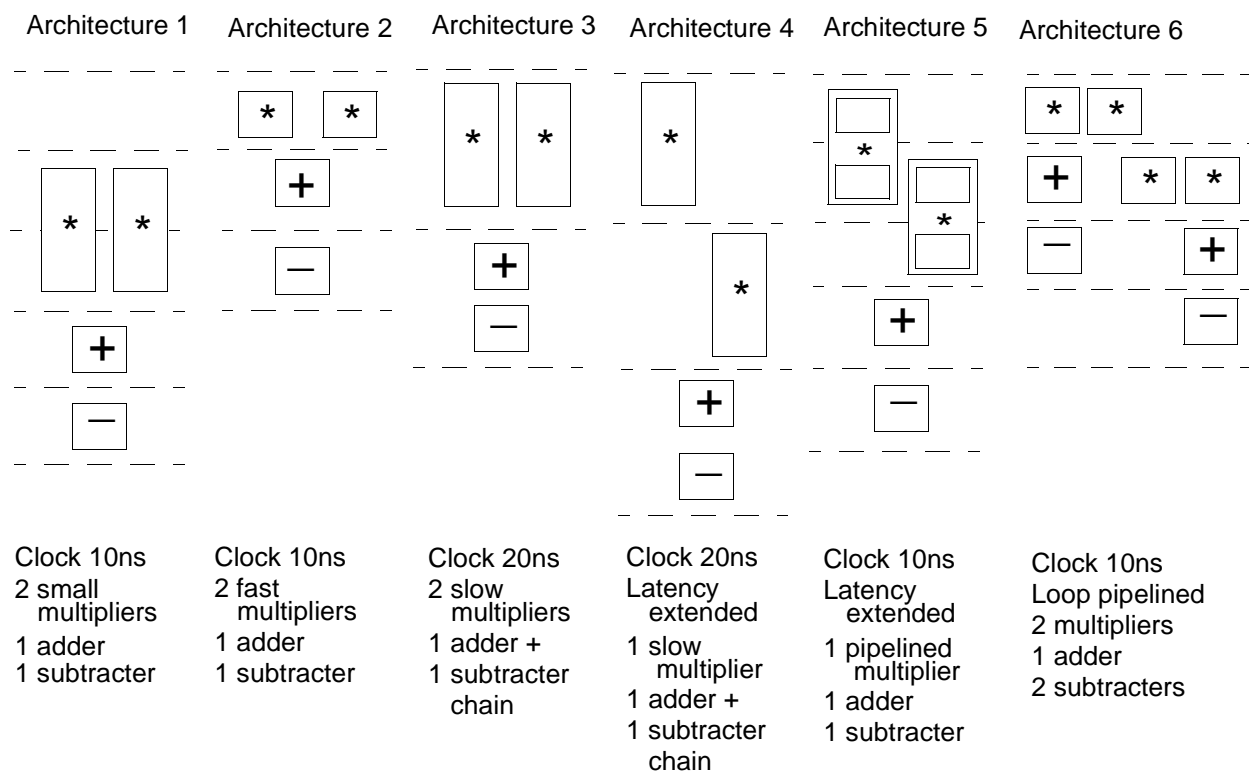 Architecture 1
Architecture 2
Architecture 3
Architecture 4
Architecture 5
Architecture 6
* *
+
–
* *
+
–
* *
+
–
*
*
+
–
*
*
+
–
* *
+ * *
– +
–
Clock 10ns
2 small
multipliers
1 adder
1 subtracter
Clock 10ns
2 fast
multipliers
1 adder
1 subtracter
Clock 20ns
2 slow
multipliers
1 adder +
1 subtracter
chain
Clock 20ns
Latency
extended
1 slow
multiplier
1 adder +
1 subtracter
chain
Clock 10ns
Latency
extended
1 pipelined
multiplier
1 adder
1 subtracter
Clock 10ns
Loop pipelined
2 multipliers
1 adder
2 subtracters